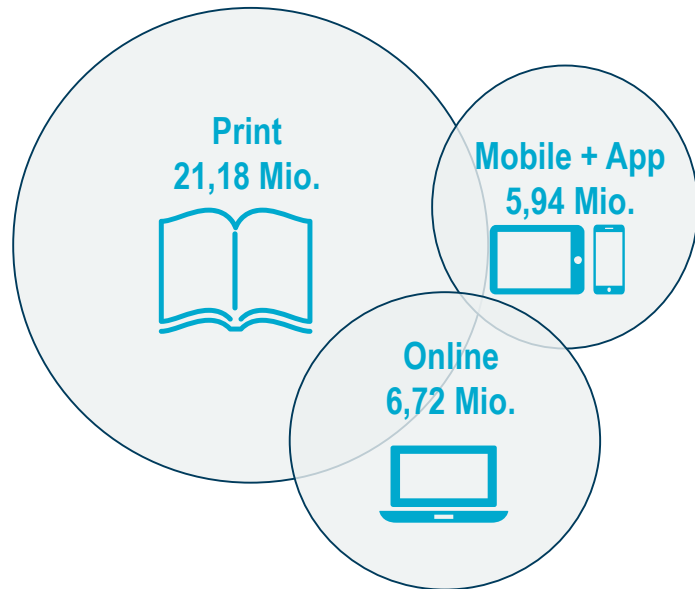 Print
21,18 Mio.
Mobile + App
5,94 Mio.
Online
6,72 Mio.